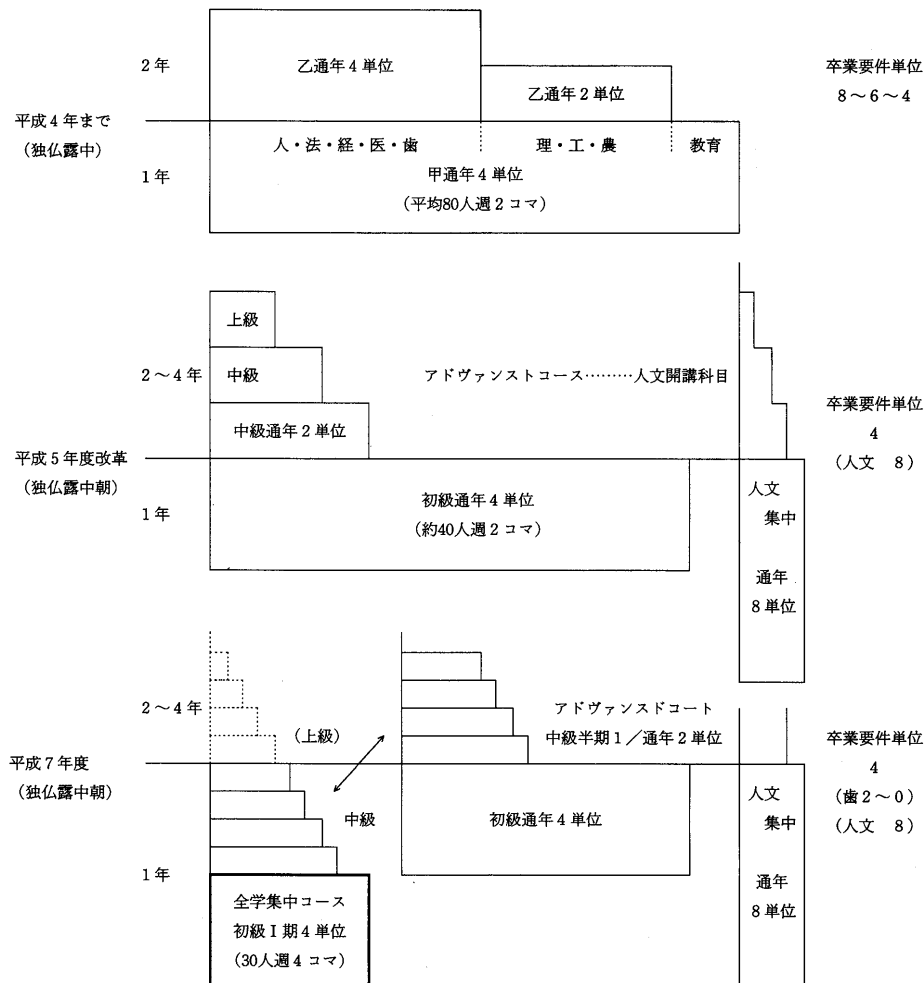 2年
乙通年4単位
乙通年2単位
卒業要件単位
8～6～4
平成4年まで
(独仏露中)
人・法・経・医・歯
理・工・農
教育
1年
甲通年4単位
(平均80人週2コマ)
上級
2～4年
中級
アドヴァンストコース………人文開講科目
中級通年2単位
卒業要件単位
4
(人文 8)
平成5年度改革
(独仏露中朝)
1年
初級通年4単位
(約40人週2コマ)
人文
集中
通年
8単位
2～4年
(上級)
アドヴァンスドコート
中級半期1／通年2単位
卒業要件単位
4
(歯2～0)
(人文 8)
平成7年度
(独仏露中朝)
中級
初級通年4単位
人文
集中
通年
8単位
1年
全学集中コース
初級Ⅰ期4単位
(30人週4コマ)